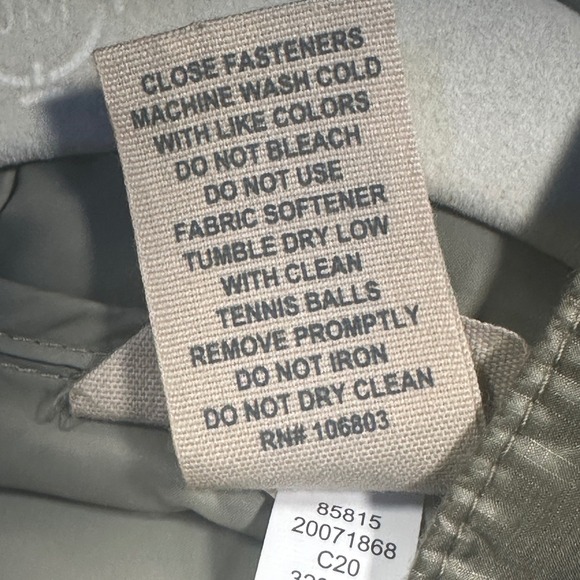 CLOSE FASTENERS
MACHINE WASH COLD
WITH LIKE COLORS
DO NOT BLEACH
DO NOT USE
FABRIC SOFTENER
TUMBLE DRY LOW
WITH CLEAN
TENNIS BALLS
REMOVE PROMPTLY
DO NOT IRON
DO NOT DRY CLEAN
RN# 106803
85815
20071868
C20